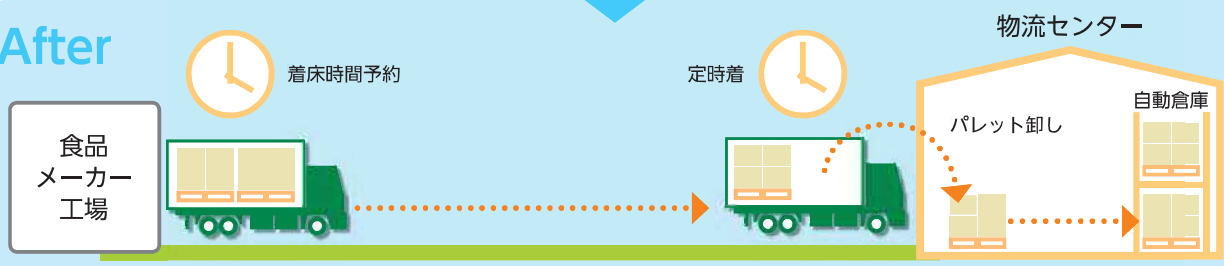 After
物流センター
着床時間予約
定時着
自動倉庫
パレット卸し
食品
メーカー
工場